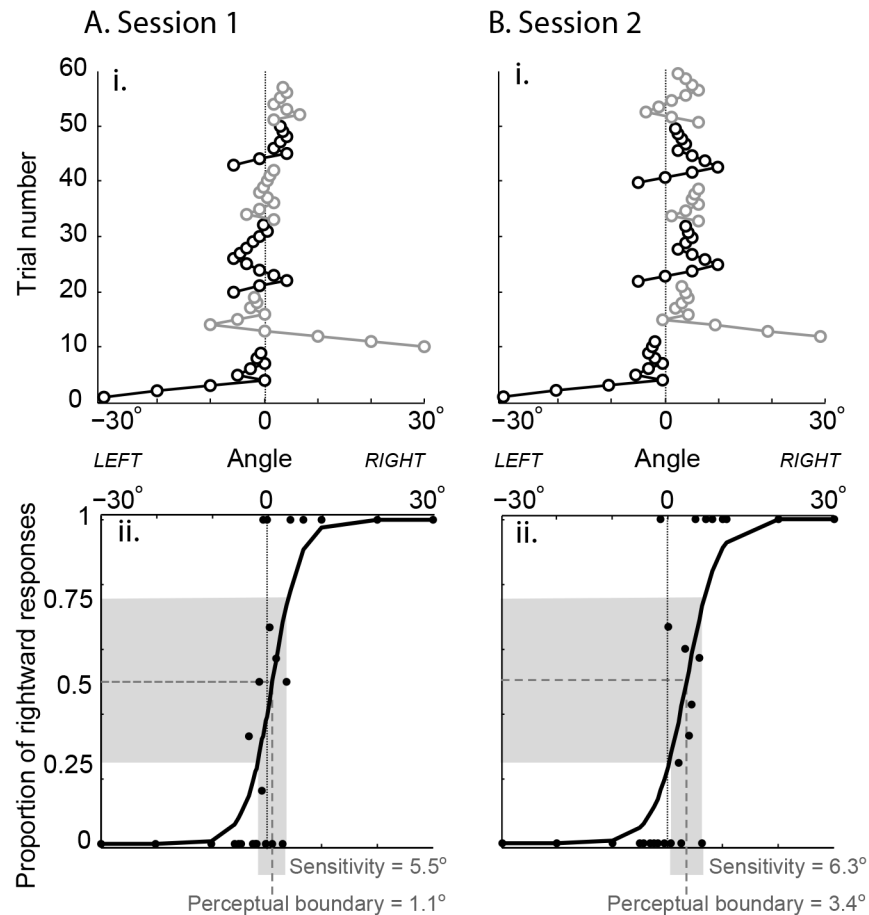 A. Session 1
B. Session 2
i.
i.
Trial number
60
50
40
30
20
10
0
−30°
0
30°
−30°
0
30°
LEFT
Angle
RIGHT
LEFT
Angle
RIGHT
−30°
0
30°
−30°
0
30°
ii.
ii.
Proportion of rightward responses
1
0.75
0.5
0.25
0
Sensitivity = 5.5°
Sensitivity = 6.3°
Perceptual boundary = 1.1°
Perceptual boundary = 3.4°